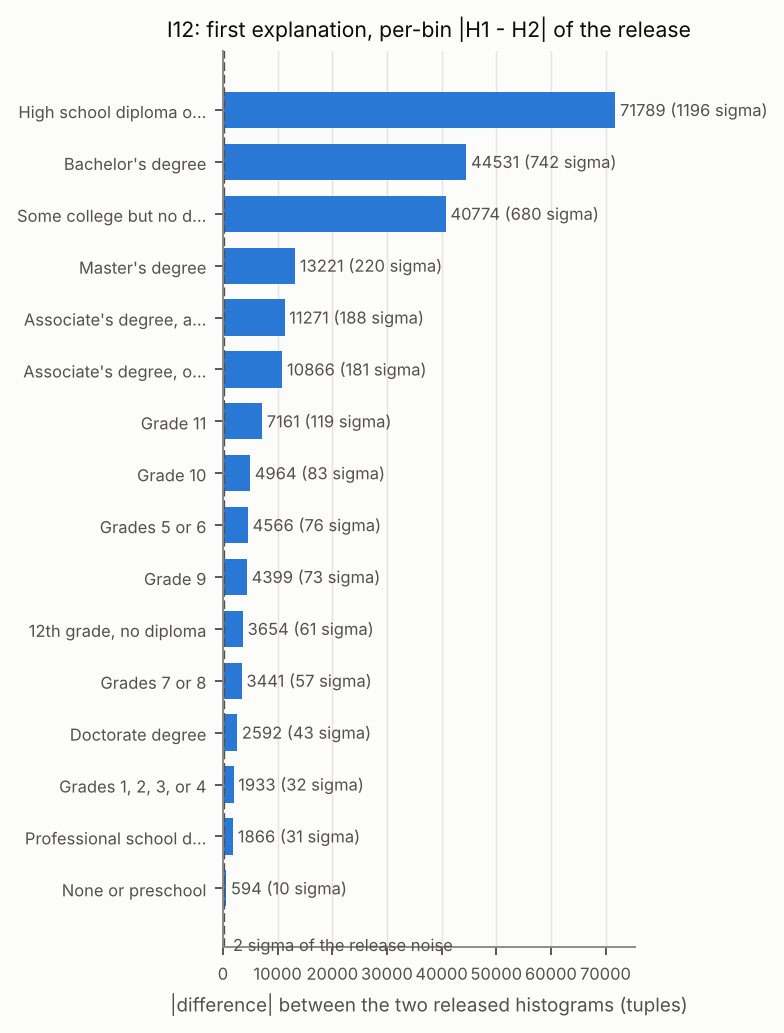 I12: first explanation, per-bin |H1 - H2| of the release
High school diploma o... 71789 (1196 sigma)
Bachelor's degree 44531 (742 sigma)
Some college but no d... 40774 (680 sigma)
Master's degree 13221 (220 sigma)
Associate's degree, a... 11271 (188 sigma)
Associate's degree, o... 10866 (181 sigma)
Grade 11 7161 (119 sigma)
Grade 10 4964 (83 sigma)
Grades 5 or 6 4566 (76 sigma)
Grade 9 4399 (73 sigma)
12th grade, no diploma 3654 (61 sigma)
Grades 7 or 8 3441 (57 sigma)
Doctorate degree 2592 (43 sigma)
Grades 1, 2, 3, or 4 1933 (32 sigma)
Professional school d... 1866 (31 sigma)
None or preschool 594 (10 sigma)
2 sigma of the release noise
0 10000 20000 30000 40000 50000 60000 70000
|difference| between the two released histograms (tuples)